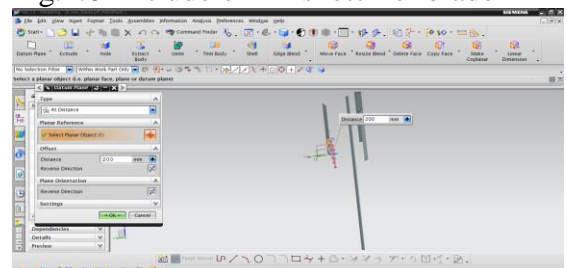 SIEMENS
File Edit View Insert Format Tools Assemblies Information Analysis Preferences Window Help
Start Command Finder
Datum Plane Extrude Hole Extract Body Unite Trim Body Shell Edge Blend Move Face Resize Blend Delete Face Copy Face Make Coplanar Linear Dimension
No Selection Filter Within Work Part Only
Select a planar object (i.e. planar face, plane or datum plane)
Datum Plane
Type
At Distance
Planar Reference
Select Planar Object (1)
Offset
Distance 200 mm
Reverse Direction
Plane Orientation
Reverse Direction
Settings
OK Cancel
Distance 200 mm
Dependencies
Details
Preview
Finish Sketch